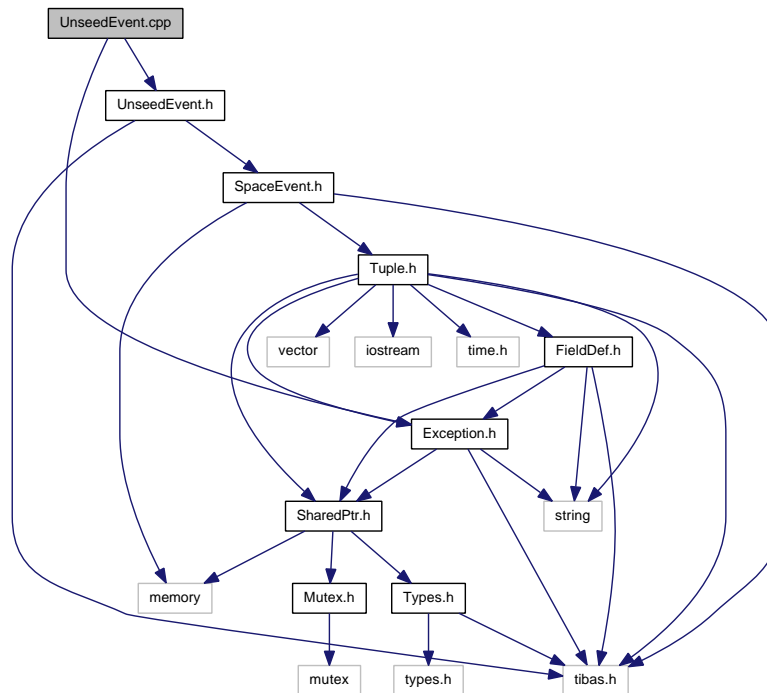 UnseedEvent.cpp
UnseedEvent.h
SpaceEvent.h
Tuple.h
vector
iostream
time.h
FieldDef.h
Exception.h
SharedPtr.h
string
memory
Mutex.h
Types.h
mutex
types.h
tibas.h